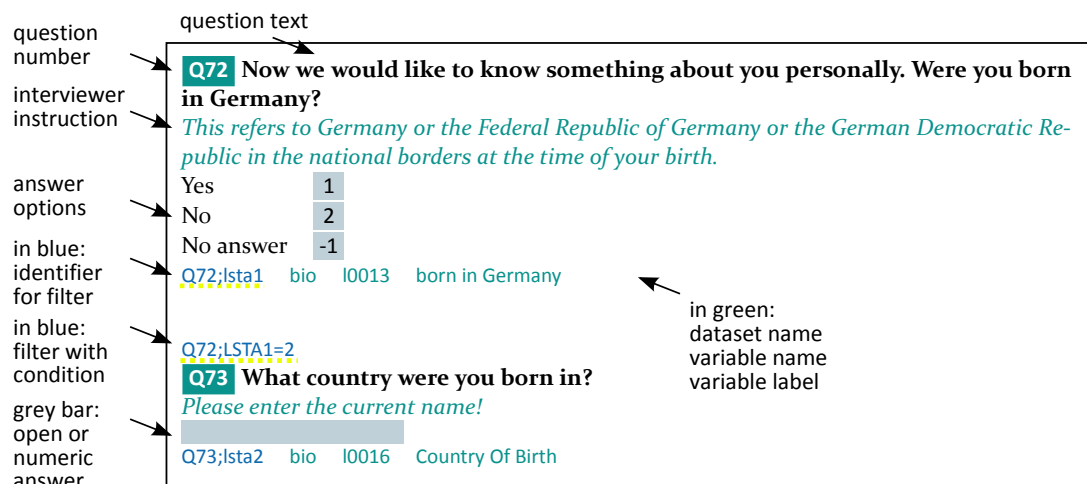 question text
question
number
Q72 Now we would like to know something about you personally. Were you born
in Germany?
interviewer
instruction
This refers to Germany or the Federal Republic of Germany or the German Democratic Re-
public in the national borders at the time of your birth.
answer
options
Yes 1
No 2
No answer -1
in blue:
identifier
for filter
Q72;lsta1 bio l0013 born in Germany
in green:
dataset name
variable name
variable label
in blue:
filter with
condition
Q72;LSTA1=2
Q73 What country were you born in?
Please enter the current name!
grey bar:
open or
numeric
answer
Q73;lsta2 bio l0016 Country Of Birth